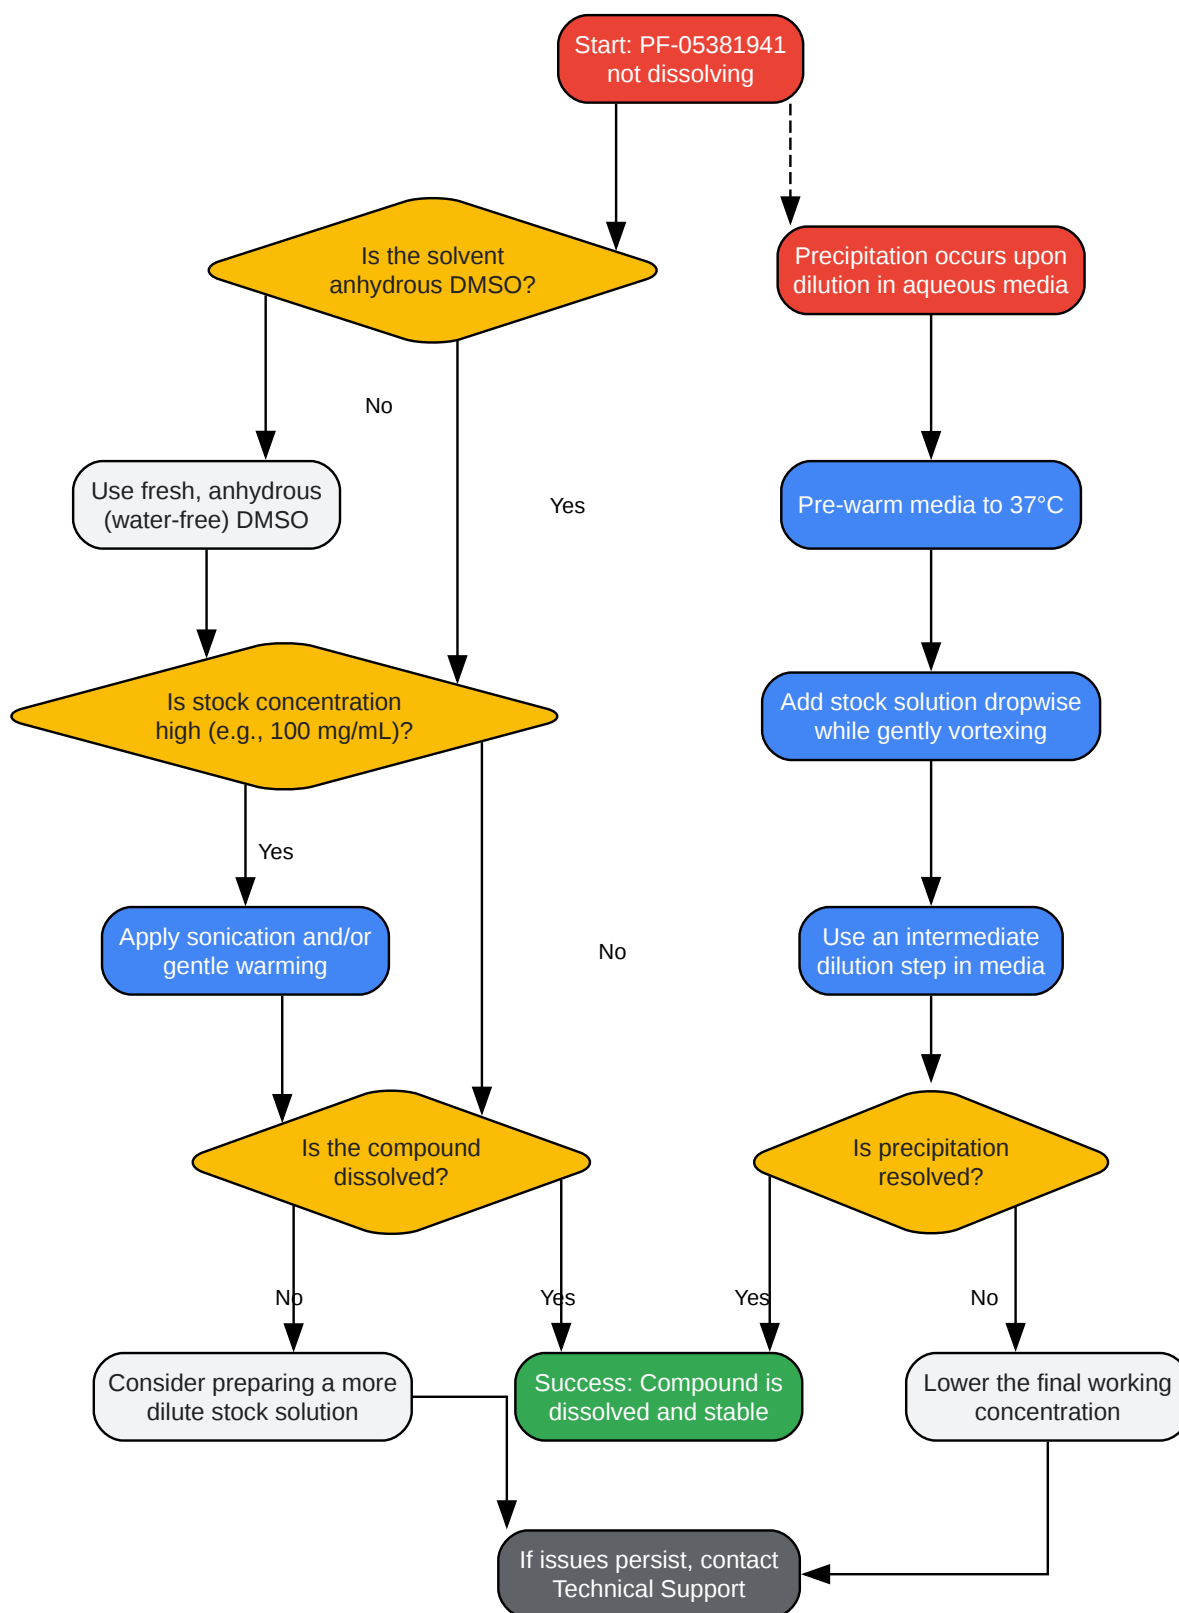 Start: PF-05381941
not dissolving
Is the solvent
anhydrous DMSO?
Precipitation occurs upon
dilution in aqueous media
No
Yes
Use fresh, anhydrous
(water-free) DMSO
Pre-warm media to 37°C
Is stock concentration
high (e.g., 100 mg/mL)?
Add stock solution dropwise
while gently vortexing
Yes
No
Apply sonication and/or
gentle warming
Use an intermediate
dilution step in media
Is the compound
dissolved?
Is precipitation
resolved?
No
Yes
Yes
No
Consider preparing a more
dilute stock solution
Success: Compound is
dissolved and stable
Lower the final working
concentration
If issues persist, contact
Technical Support